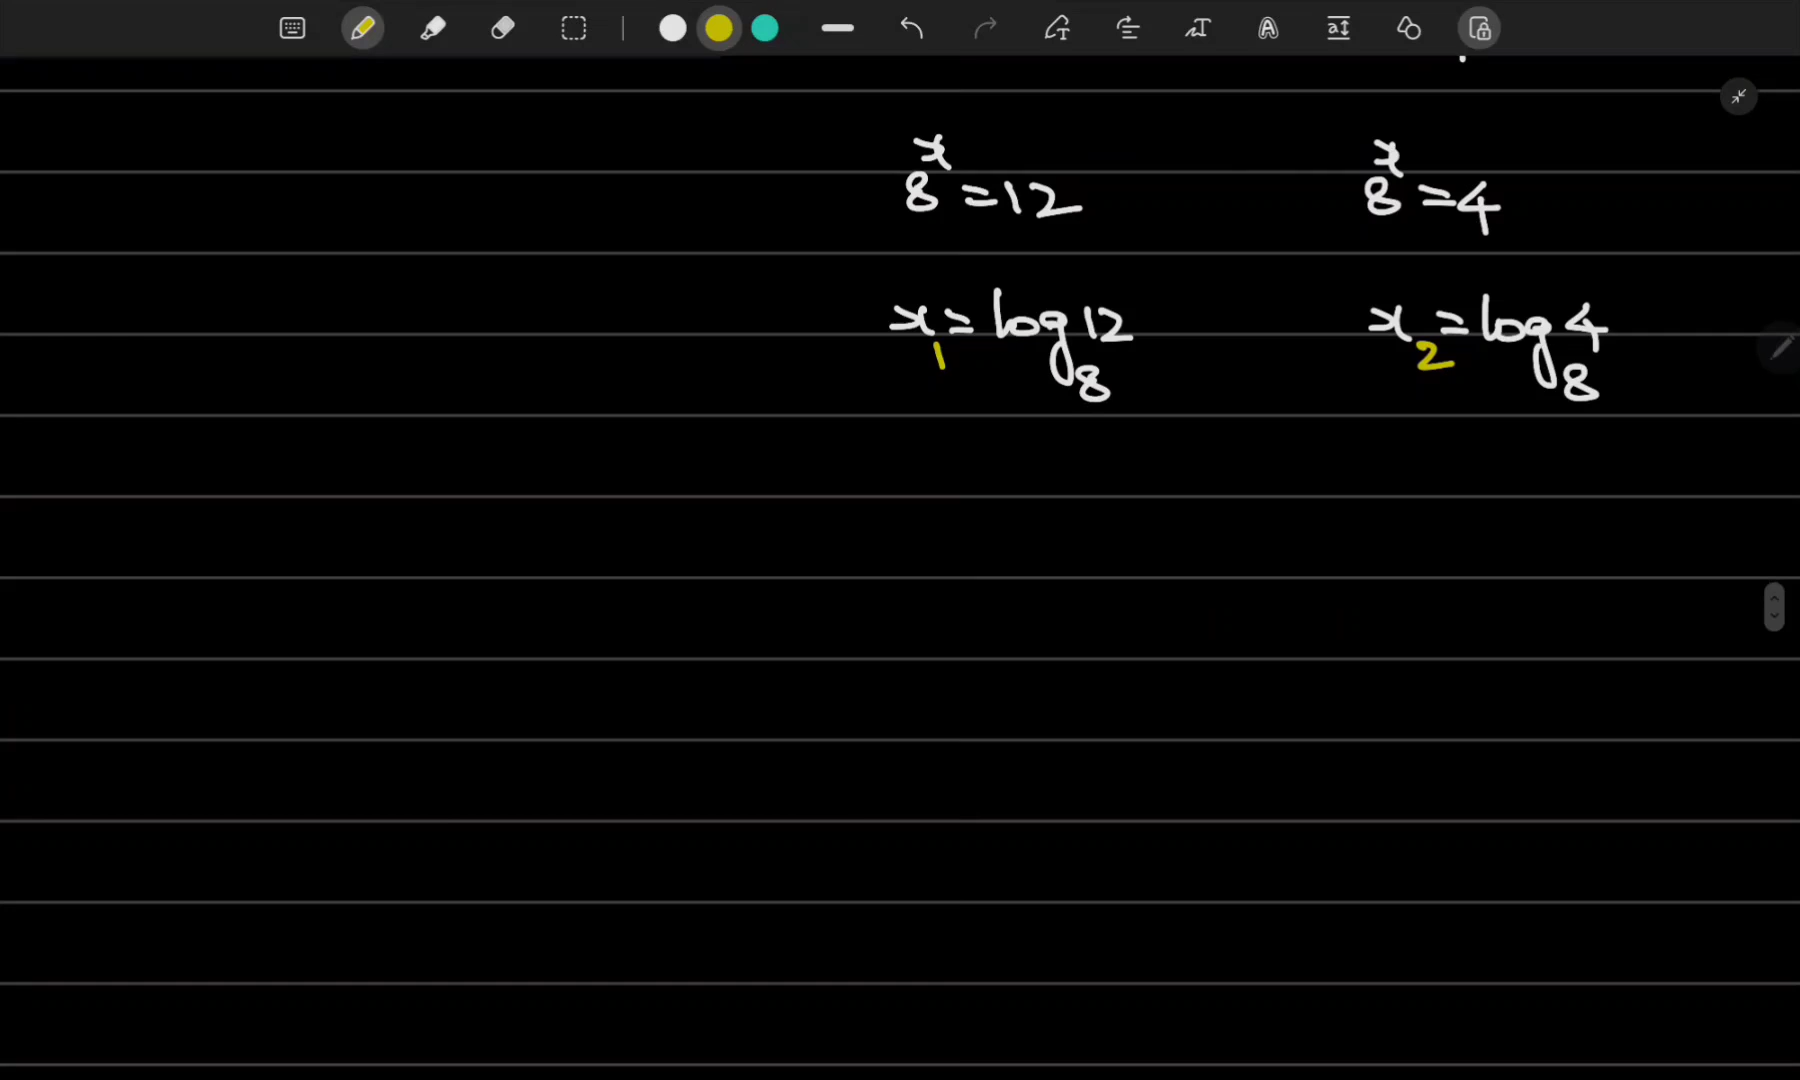 8^x = 12    8^x = 4
x_1 = log_8 12    x_2 = log_8 4